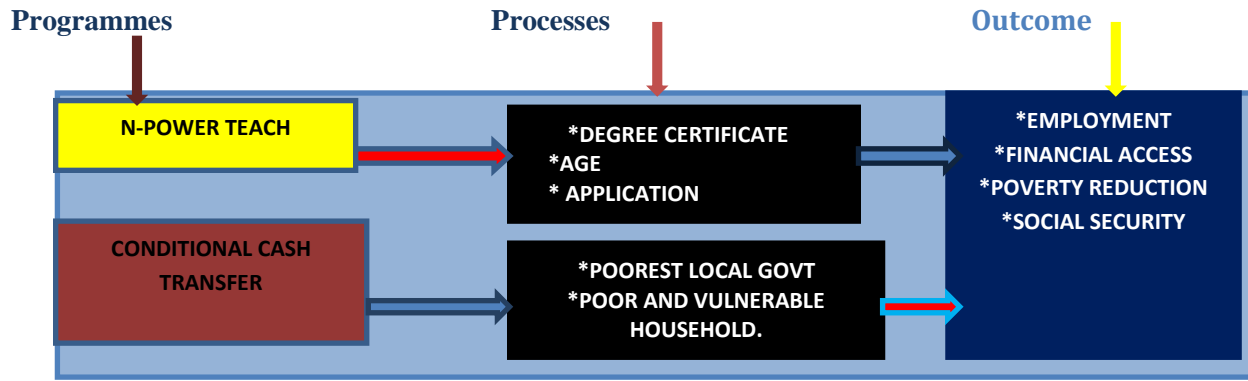 Programmes
Processes
Outcome
N-POWER TEACH
*DEGREE CERTIFICATE
*AGE
* APPLICATION
*EMPLOYMENT
*FINANCIAL ACCESS
*POVERTY REDUCTION
*SOCIAL SECURITY
CONDITIONAL CASH
TRANSFER
*POOREST LOCAL GOVT
*POOR AND VULNERABLE
HOUSEHOLD.